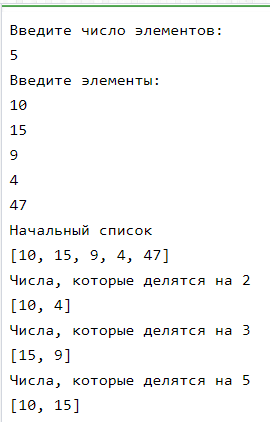 Введите число элементов:
5
Введите элементы:
10
15
9
4
47
Начальный список
[10, 15, 9, 4, 47]
Числа, которые делятся на 2
[10, 4]
Числа, которые делятся на 3
[15, 9]
Числа, которые делятся на 5
[10, 15]